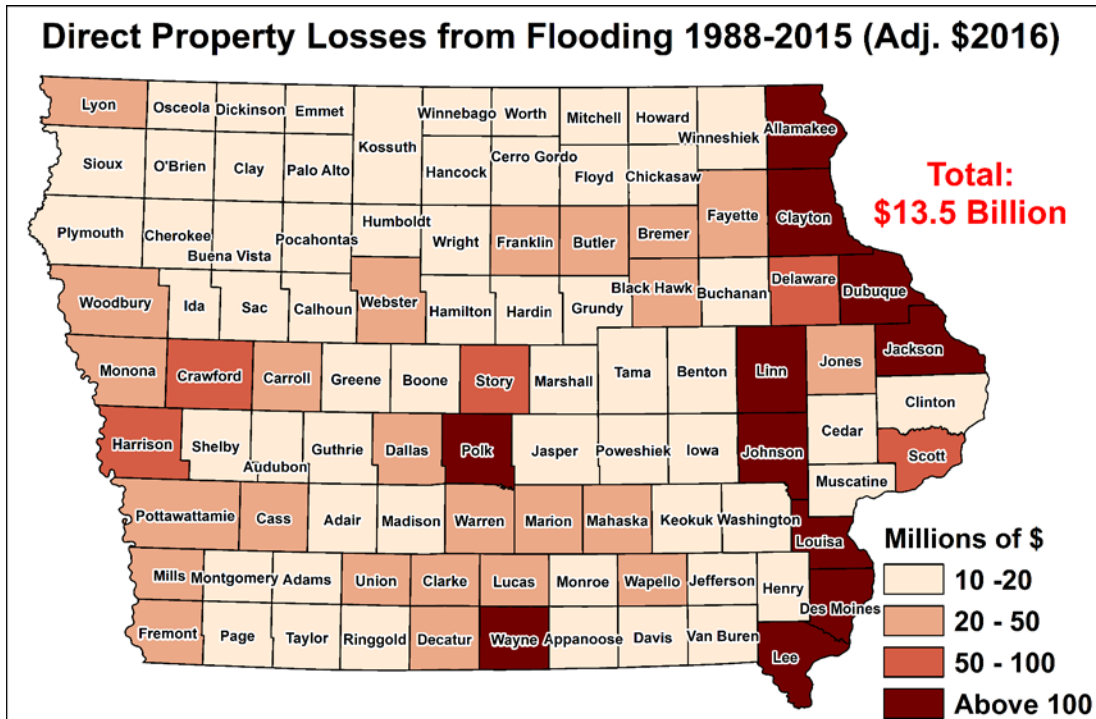 Direct Property Losses from Flooding 1988-2015 (Adj. $2016)
Lyon
Osceola
Dickinson
Emmet
Kossuth
Winnebago
Worth
Mitchell
Howard
Winneshiek
Allamakee
Sioux
O'Brien
Clay
Palo Alto
Hancock
Cerro Gordo
Floyd
Chickasaw
Total:
$13.5 Billion
Plymouth
Cherokee
Buena Vista
Pocahontas
Humboldt
Wright
Franklin
Butler
Bremer
Fayette
Clayton
Woodbury
Ida
Sac
Calhoun
Webster
Hamilton
Hardin
Grundy
Black Hawk
Buchanan
Delaware
Dubuque
Monona
Crawford
Carroll
Greene
Boone
Story
Marshall
Tama
Benton
Linn
Jones
Jackson
Clinton
Harrison
Shelby
Audubon
Guthrie
Dallas
Polk
Jasper
Poweshiek
Iowa
Johnson
Cedar
Scott
Muscatine
Pottawattamie
Cass
Adair
Madison
Warren
Marion
Mahaska
Keokuk
Washington
Louisa
Mills
Montgomery
Adams
Union
Clarke
Lucas
Monroe
Wapello
Jefferson
Henry
Des Moines
Fremont
Page
Taylor
Ringgold
Decatur
Wayne
Appanoose
Davis
Van Buren
Lee
Millions of $
10 -20
20 - 50
50 - 100
Above 100